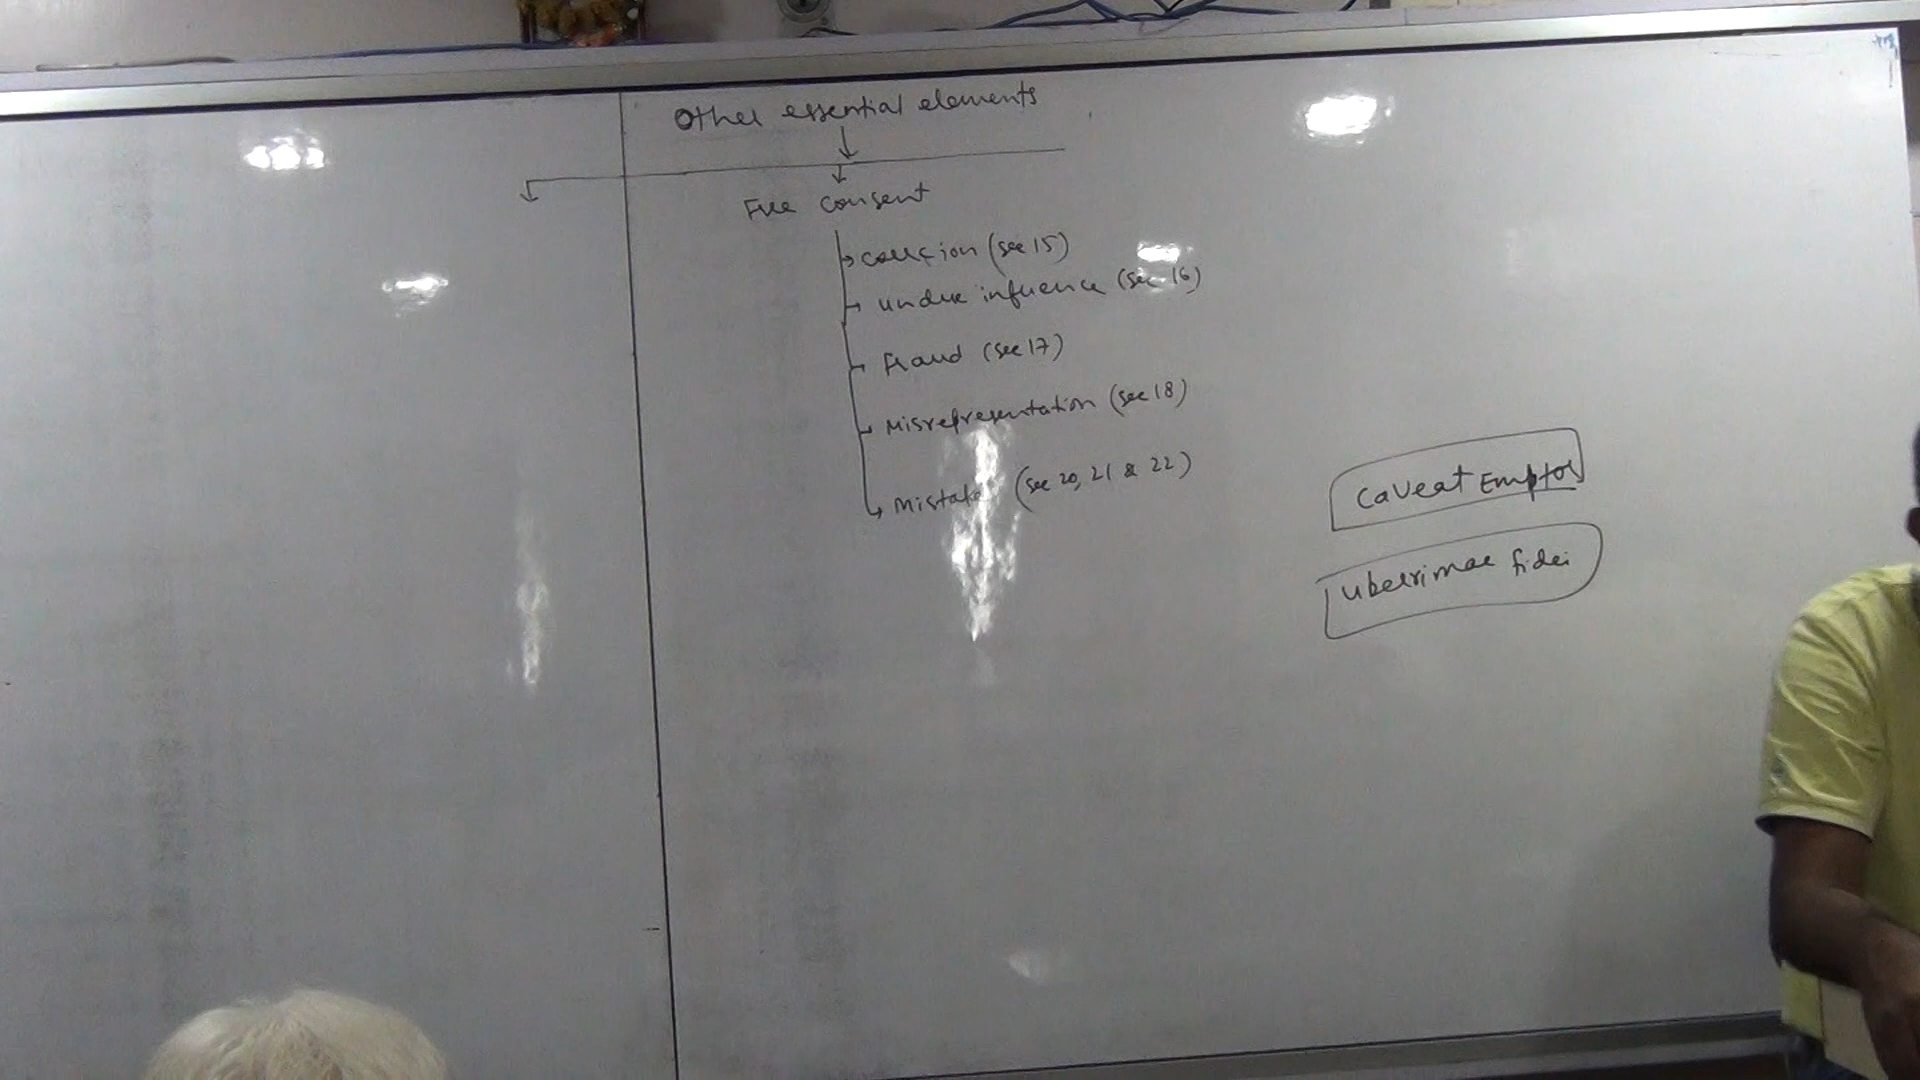 Other essential elements
Free consent
coercion (sec 15)
undue influence (sec 16)
fraud (sec 17)
Misrepresentation (sec 18)
Mistake (sec 20, 21 & 22)
Caveat Emptor
uberrimae fidei